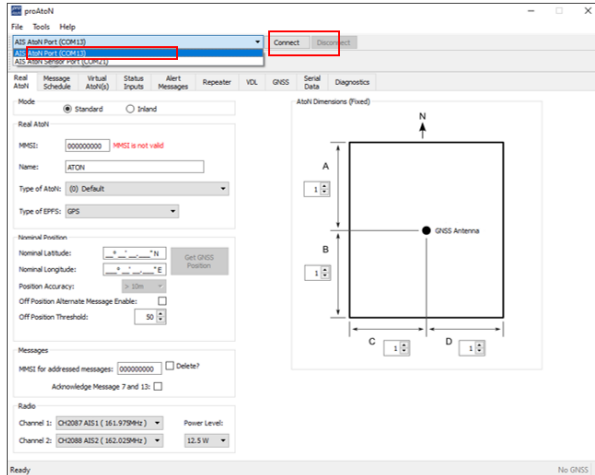 proAtoN
File Tools Help
AIS AtoN Port (COM13)
Connect Disconnect
AIS AtoN Port (COM13)
AIS AtoN Sensor Port (COM21)
Real AtoN Message Schedule Virtual AtoN(s) Status Inputs Alert Messages Repeater VDL GNSS Serial Data Diagnostics
Mode
Standard Inland
Real AtoN
MMSI: 000000000 MMSI is not valid
Name: ATON
Type of AtoN: (0) Default
Type of EPFS: GPS
Nominal Position
Nominal Latitude: __°__'.___" N
Nominal Longitude: ___°__'.___" E
Get GNSS Position
Position Accuracy: > 10m
Off Position Alternate Message Enable:
Off Position Threshold: 50
Messages
MMSI for addressed messages: 000000000 Delete?
Acknowledge Message 7 and 13:
Radio
Channel 1: CH2087 AIS1 ( 161.975MHz ) Power Level:
Channel 2: CH2088 AIS2 ( 162.025MHz ) 12.5 W
AtoN Dimensions (Fixed)
N
A
1
GNSS Antenna
B
1
C 1 D 1
Ready No GNSS